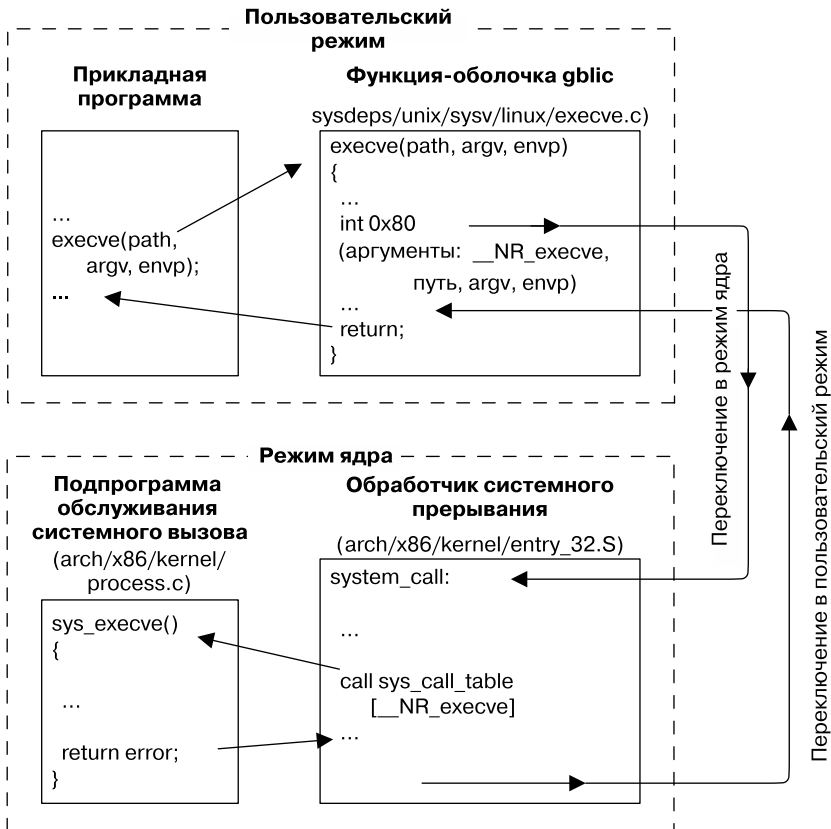 Пользовательский
режим
Прикладная
программа
...
execve(path,
argv, envp);
...
Функция-оболочка gblic
sysdeps/unix/sysv/linux/execve.c)
execve(path, argv, envp)
{
...
int 0x80
(аргументы: __NR_execve,
путь, argv, envp)
...
return;
}
Переключение в режим ядра
Переключение в пользовательский режим
Режим ядра
Подпрограмма
обслуживания
системного вызова
(arch/x86/kernel/
process.c)
sys_execve()
{
...
return error;
}
Обработчик системного
прерывания
(arch/x86/kernel/entry_32.S)
system_call:
...
call sys_call_table
[__NR_execve]
...